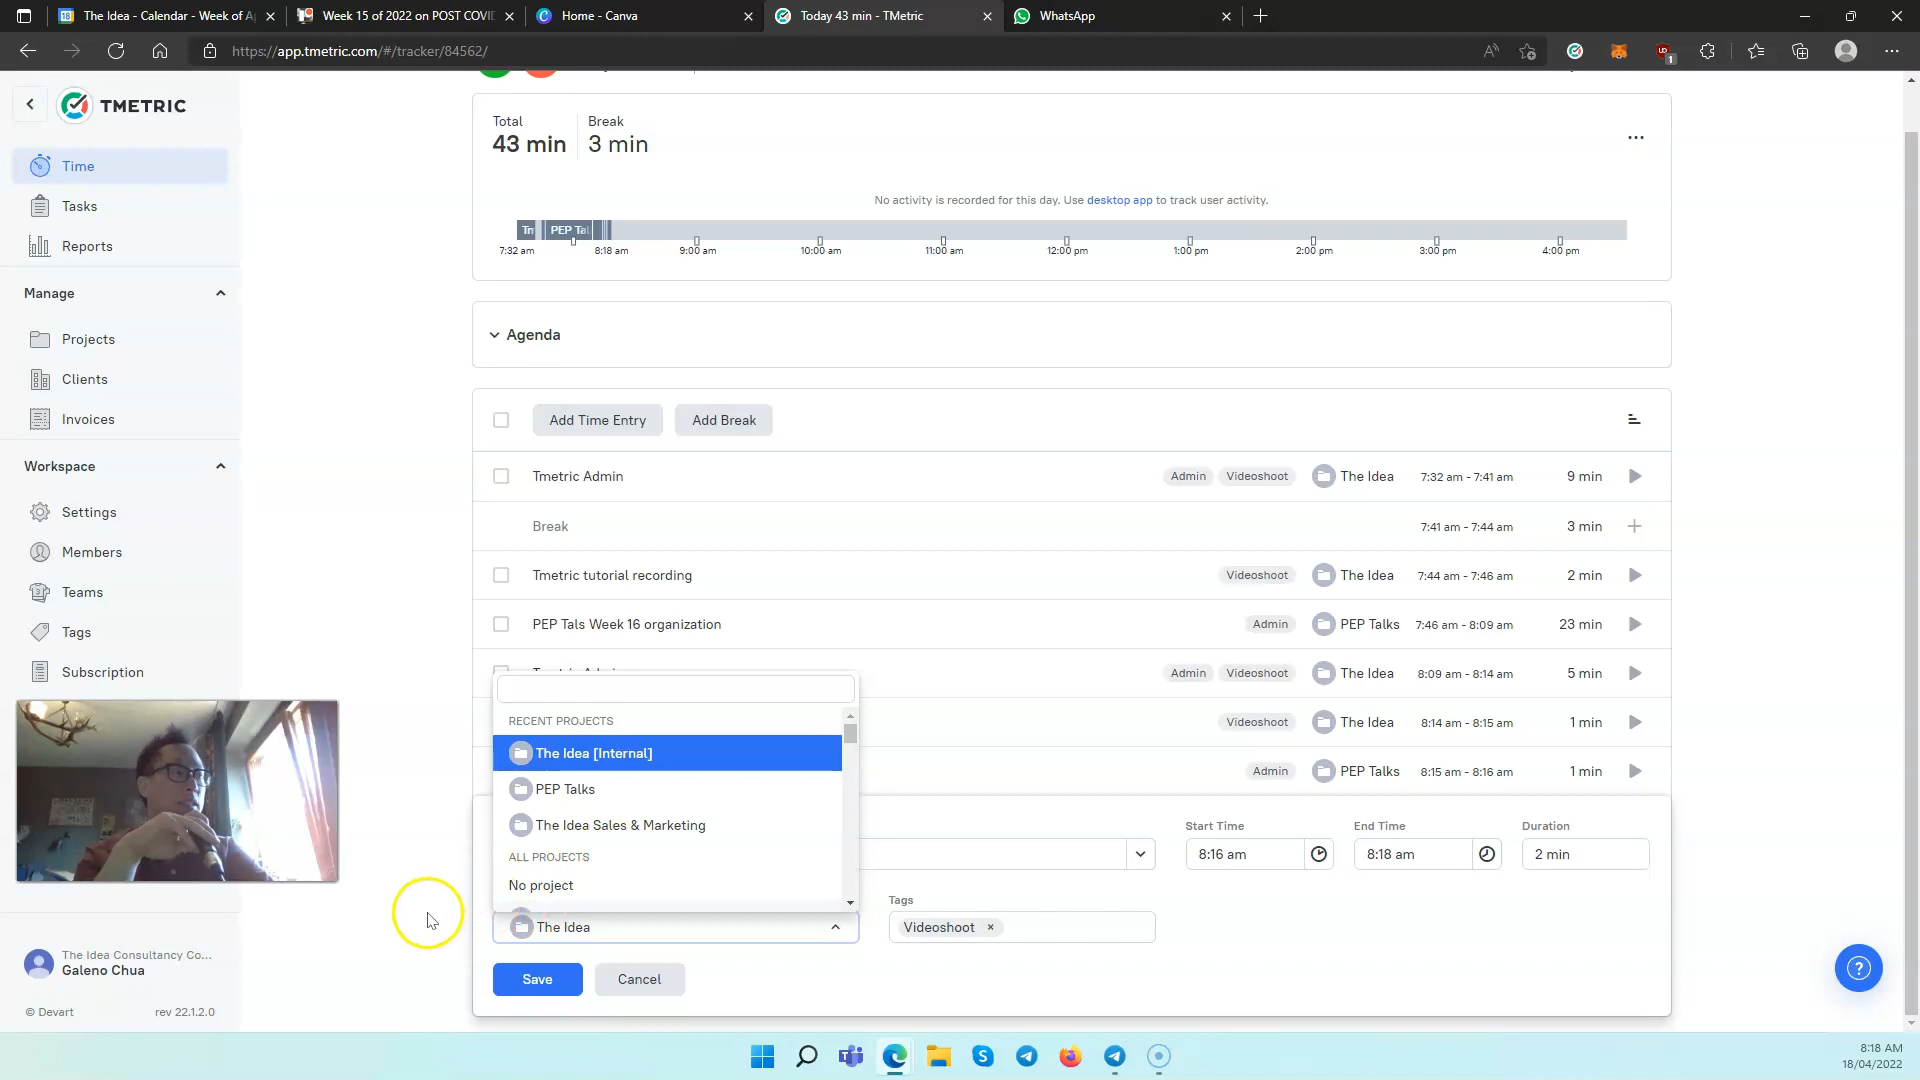 The Idea - Calendar - Week of A
Week 15 of 2022 on POST COVI
Home - Canva
Today 43 min - TMetric
WhatsApp
https://app.tmetric.com/#/tracker/84562/
TMETRIC
Time
Tasks
Reports
Manage
Projects
Clients
Invoices
Workspace
Settings
Members
Teams
Tags
Subscription
The Idea Consultancy Co...
Galeno Chua
© Devart
rev 22.1.2.0
Total
Break
43 min
3 min
No activity is recorded for this day. Use desktop app to track user activity.
Tm
PEP Tal
7:32 am
8:18 am
9:00 am
10:00 am
11:00 am
12:00 pm
1:00 pm
2:00 pm
3:00 pm
4:00 pm
Agenda
Add Time Entry
Add Break
Tmetric Admin
Admin
Videoshoot
The Idea
7:32 am - 7:41 am
9 min
Break
7:41 am - 7:44 am
3 min
Tmetric tutorial recording
Videoshoot
The Idea
7:44 am - 7:46 am
2 min
PEP Tals Week 16 organization
Admin
PEP Talks
7:46 am - 8:09 am
23 min
Admin
Videoshoot
The Idea
8:09 am - 8:14 am
5 min
Videoshoot
The Idea
8:14 am - 8:15 am
1 min
Admin
PEP Talks
8:15 am - 8:16 am
1 min
RECENT PROJECTS
The Idea [Internal]
PEP Talks
The Idea Sales & Marketing
ALL PROJECTS
No project
The Idea
Start Time
End Time
Duration
8:16 am
8:18 am
2 min
Tags
Videoshoot ×
Save
Cancel
8:18 AM
18/04/2022